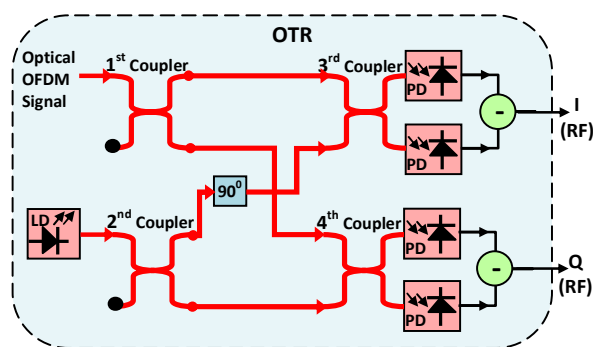 OTR
Optical
OFDM
Signal
1st Coupler
3rd Coupler
PD
-
I
(RF)
PD
90⁰
LD
2nd Coupler
4th
Coupler
PD
-
Q
(RF)
PD